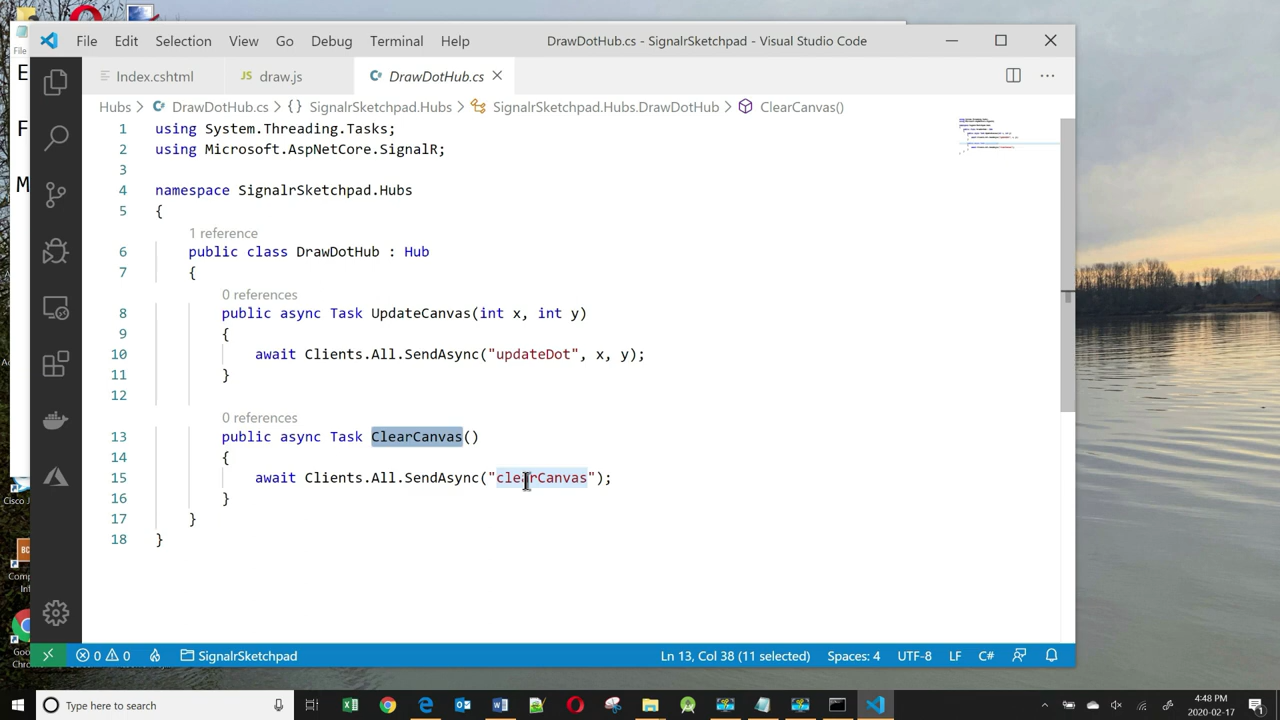 File
File Edit Selection View Go Debug Terminal Help DrawDotHub.cs - SignalrSketchpad - Visual Studio Code
Index.cshtml JS draw.js DrawDotHub.cs
Hubs > DrawDotHub.cs > {} SignalrSketchpad.Hubs > SignalrSketchpad.Hubs.DrawDotHub > ClearCanvas()
1 using System.Threading.Tasks;
2 using Microsoft.AspNetCore.SignalR;
3
4 namespace SignalrSketchpad.Hubs
5 {
1 reference
6 public class DrawDotHub : Hub
7 {
0 references
8 public async Task UpdateCanvas(int x, int y)
9 {
10 await Clients.All.SendAsync("updateDot", x, y);
11 }
12
0 references
13 public async Task ClearCanvas()
14 {
15 await Clients.All.SendAsync("clearCanvas");
16 }
17 }
18 }
0 0 SignalrSketchpad Ln 13, Col 38 (11 selected) Spaces: 4 UTF-8 LF C#
Type here to search
4:48 PM
2020-02-17